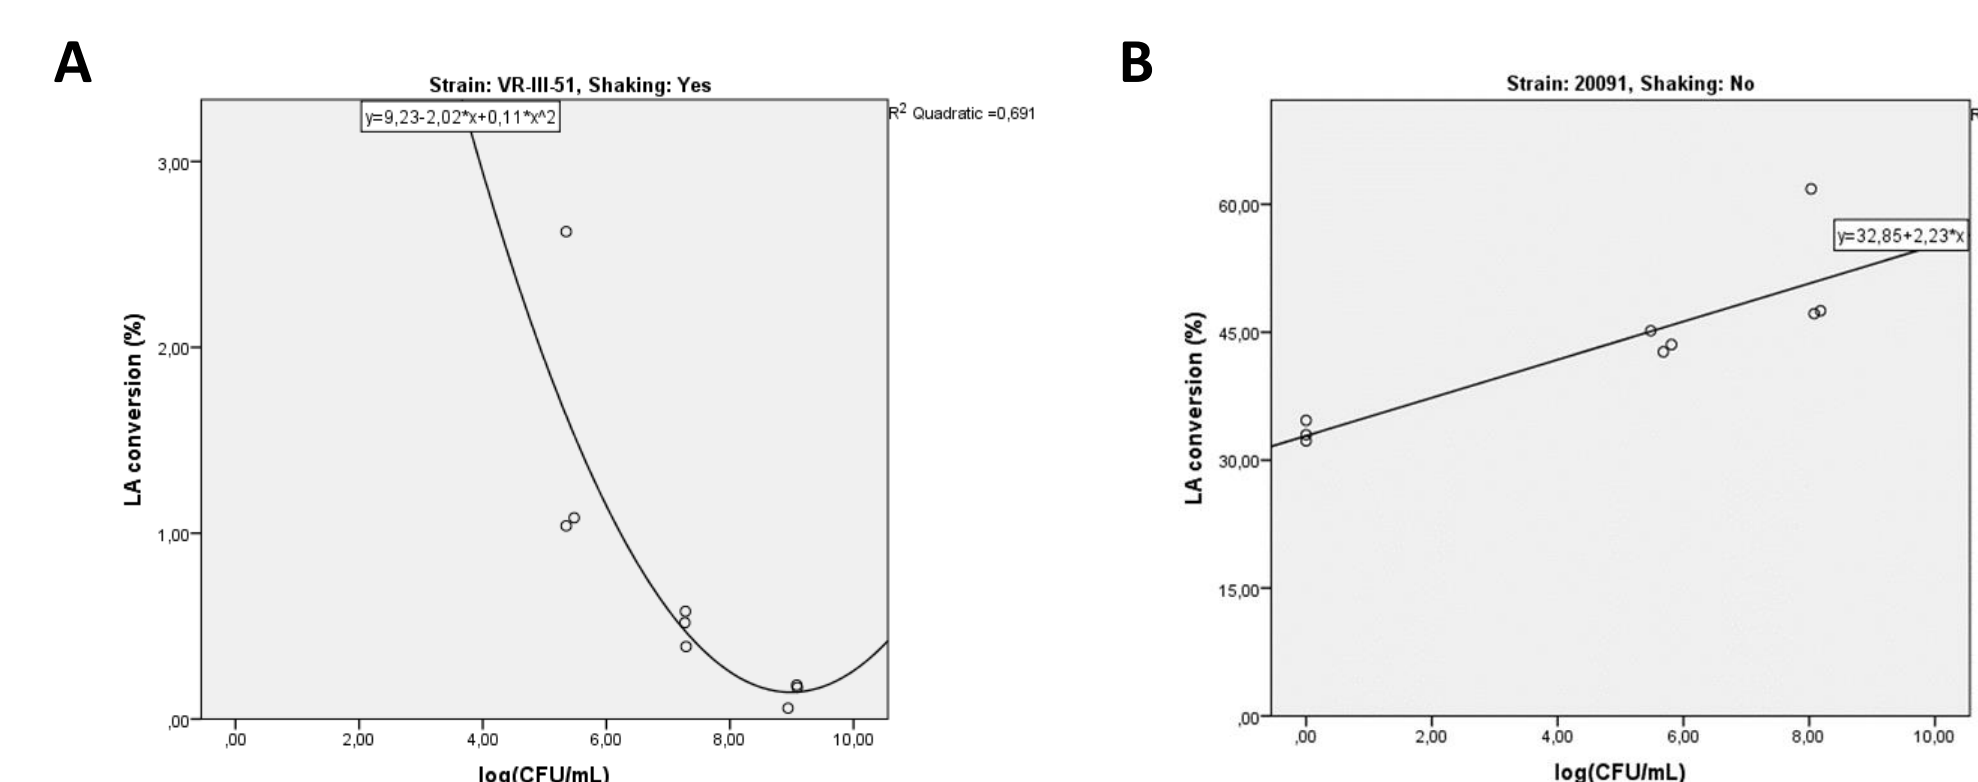 A
Strain: VR-III-51, Shaking: Yes
y=9,23-2,02*x+0,11*x^2
R2 Quadratic =0,691
3,00
2,00
1,00
,00
LA conversion (%)
,00 2,00 4,00 6,00 8,00 10,00
log(CFU/mL)
B
Strain: 20091, Shaking: No
R
y=32,85+2,23*x
60,00
45,00
30,00
15,00
,00
LA conversion (%)
,00 2,00 4,00 6,00 8,00 10,00
log(CFU/mL)